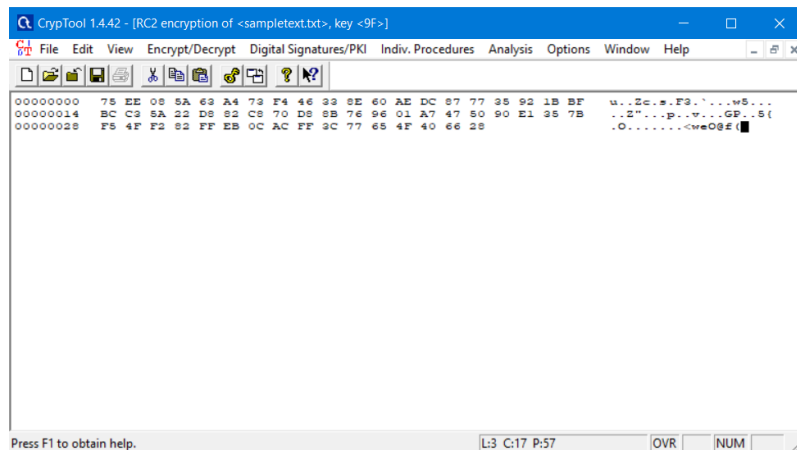 CrypTool 1.4.42 - [RC2 encryption of <sampletext.txt>, key <9F>]
File Edit View Encrypt/Decrypt Digital Signatures/PKI Indiv. Procedures Analysis Options Window Help
00000000 75 EE 08 5A 63 A4 73 F4 46 33 8E 60 AE DC 87 77 35 92 1B BF u..Zc.s.F3.`...w5...
00000014 BC C3 5A 22 D8 82 C8 70 D8 8B 76 96 01 A7 47 50 90 E1 35 7B ..Z"...p..v...GP..5{
00000028 F5 4F F2 82 FF EB 0C AC FF 3C 77 65 4F 40 66 28 .O.......<weO@f(
Press F1 to obtain help. L:3 C:17 P:57 OVR NUM